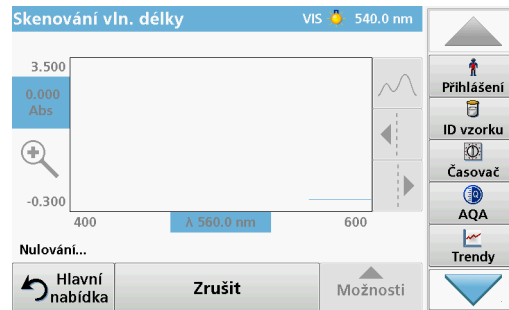 Skenování vln. délky
VIS 540.0 nm
3.500
0.000
Abs
-0.300
400
λ 560.0 nm
600
Nulování...
Hlavní
nabídka
Zrušit
Možnosti
Přihlášení
ID vzorku
Časovač
AQA
Trendy